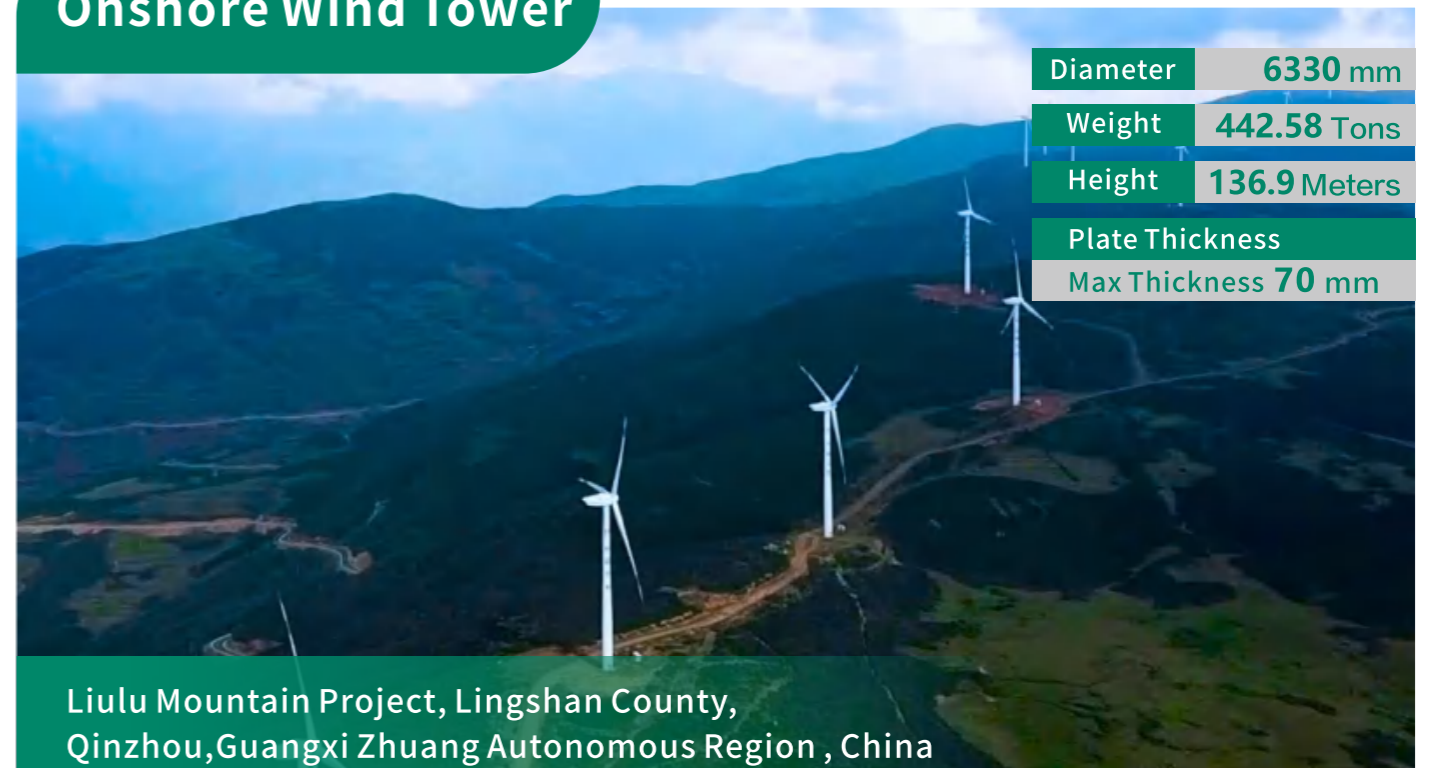 Onshore Wind Tower
Diameter 6330 mm
Weight 442.58 Tons
Height 136.9 Meters
Plate Thickness
Max Thickness 70 mm
Liulu Mountain Project, Lingshan County,
Qinzhou,Guangxi Zhuang Autonomous Region , China